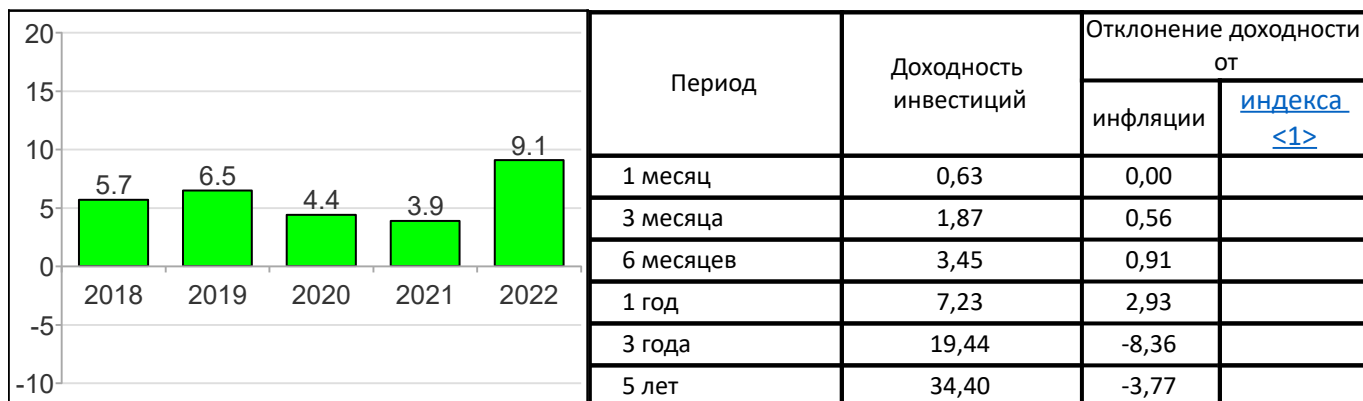 20
15
10
5
0
-5
-10
5.7
6.5
4.4
3.9
9.1
2018 2019 2020 2021 2022
Период
Доходность
инвестиций
Отклонение доходности
от
инфляции
индекса
<1>
1 месяц 0,63 0,00
3 месяца 1,87 0,56
6 месяцев 3,45 0,91
1 год 7,23 2,93
3 года 19,44 -8,36
5 лет 34,40 -3,77